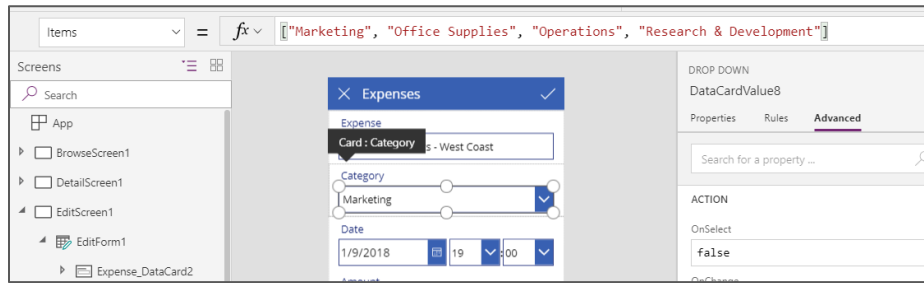 Items = fx ["Marketing", "Office Supplies", "Operations", "Research & Development"]
Screens
Search
App
BrowseScreen1
DetailScreen1
EditScreen1
EditForm1
Expense_DataCard2
Expenses
Expense
Card : Category
s - West Coast
Category
Marketing
Date
1/9/2018 19 : 00
DROP DOWN
DataCardValue8
Properties Rules Advanced
Search for a property ...
ACTION
OnSelect
false
OnChange